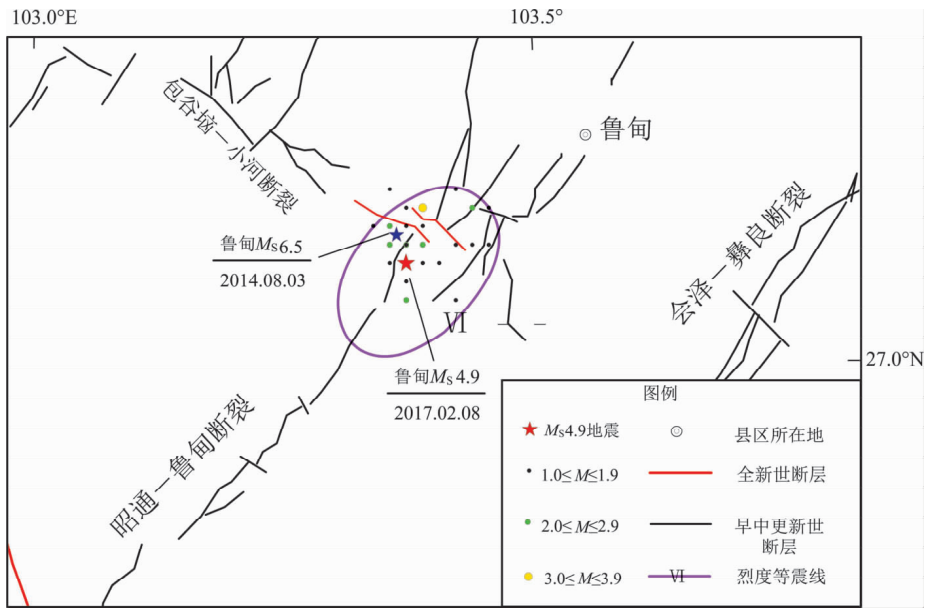 103.0°E
103.5°
包谷垴－小河断裂
鲁甸
鲁甸Ms6.5
2014.08.03
会泽－彝良断裂
Ⅵ
27.0°N
鲁甸Ms4.9
2017.02.08
昭通－鲁甸断裂
图例
Ms4.9地震
县区所在地
1.0≤M≤1.9
全新世断层
2.0≤M≤2.9
早中更新世
断层
3.0≤M≤3.9
Ⅵ
烈度等震线